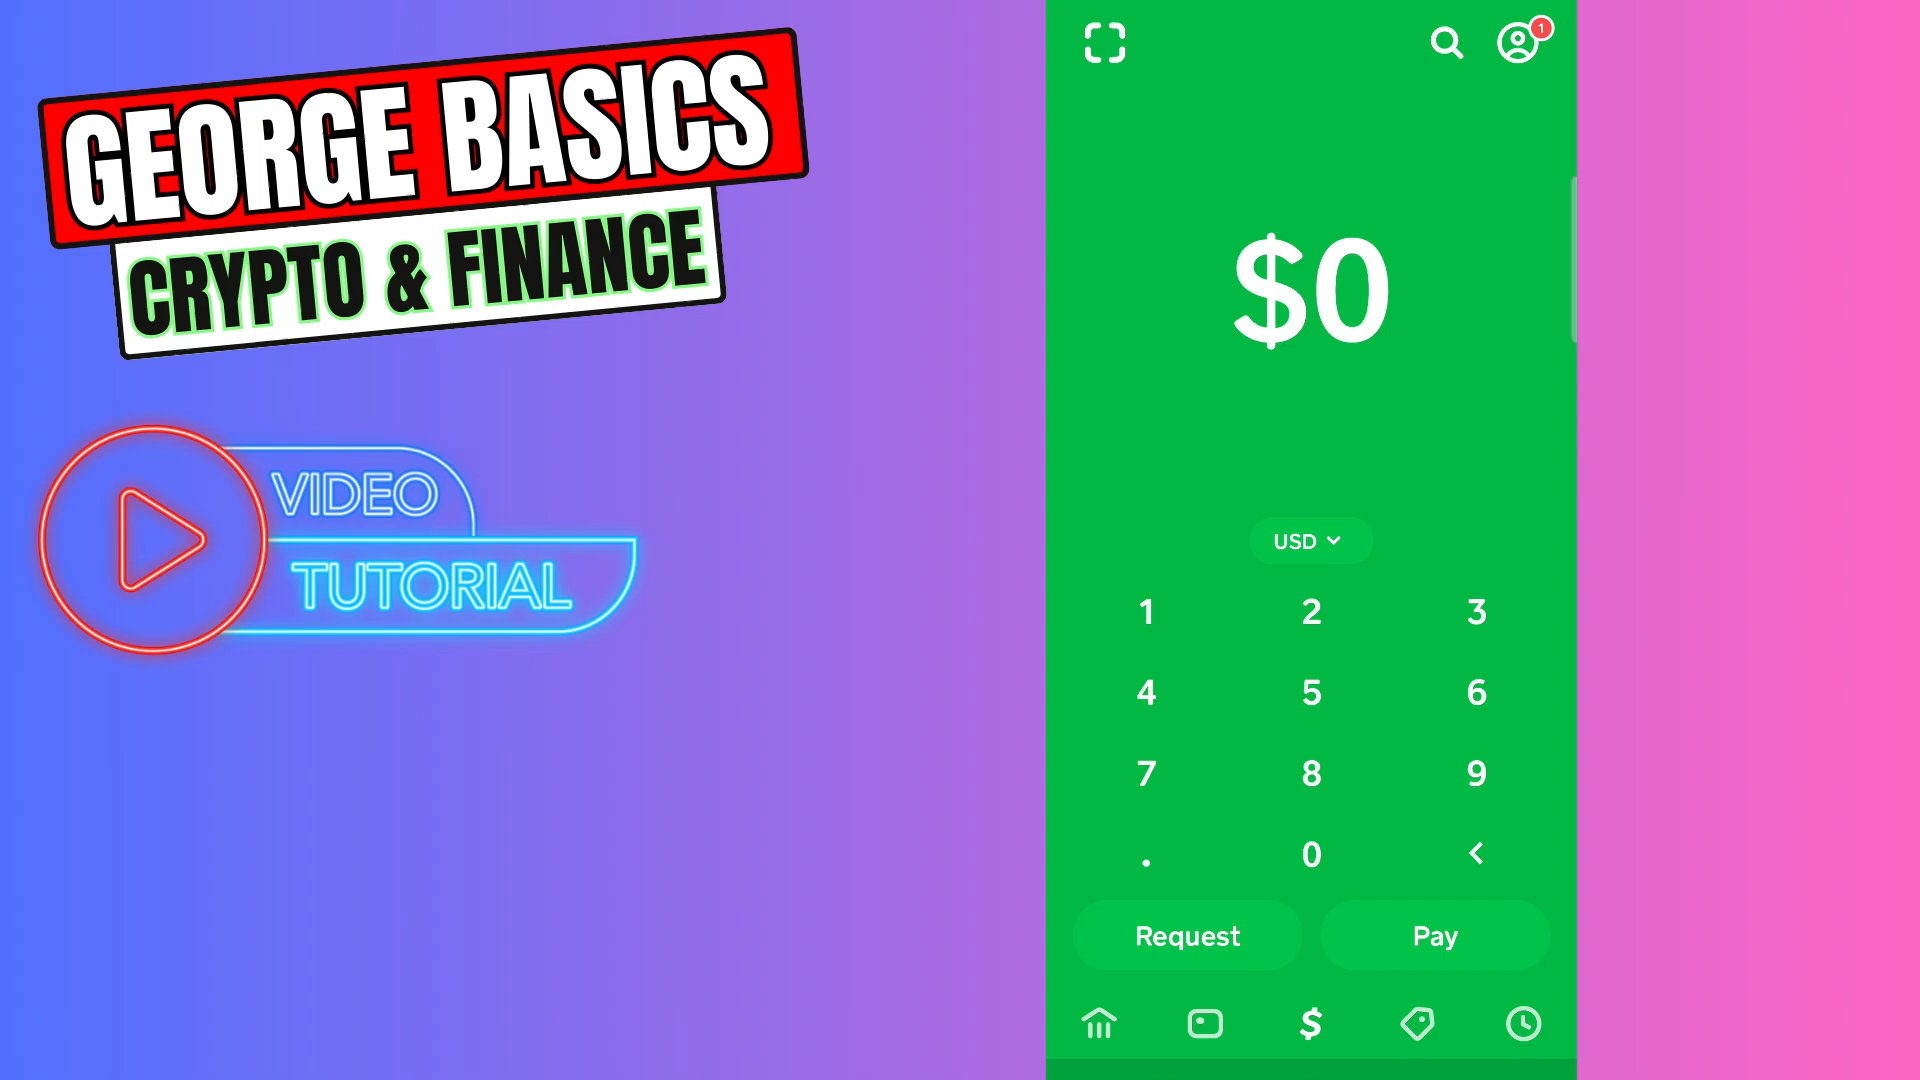 GEORGE BASICS
CRYPTO & FINANCE
VIDEO
TUTORIAL
1
$0
USD
1 2 3
4 5 6
7 8 9
. 0 <
Request Pay
$